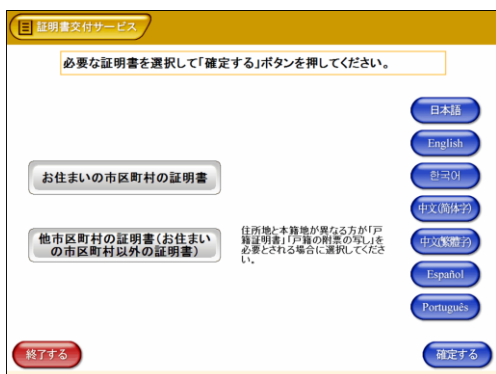 証明書交付サービス
必要な証明書を選択して「確定する」ボタンを押してください。
日本語
English
한국어
中文(简体字)
中文(繁體字)
Español
Português
お住まいの市区町村の証明書
他市区町村の証明書(お住まい
の市区町村以外の証明書)
住所地と本籍地が異なる方が「戸
籍証明書」「戸籍の附票の写し」を
必要とされる場合に選択してくださ
い。
終了する
確定する